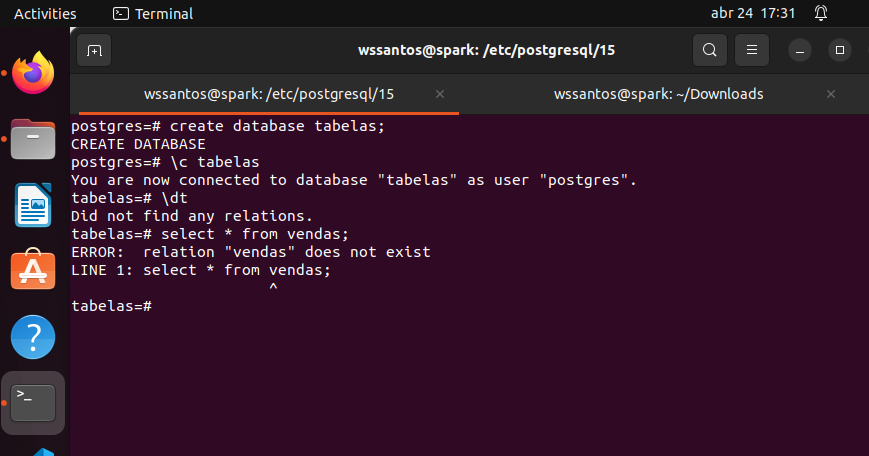 Activities
Terminal
abr 24 17:31
wssantos@spark: /etc/postgresql/15
wssantos@spark: /etc/postgresql/15
wssantos@spark: ~/Downloads
postgres=# create database tabelas;
CREATE DATABASE
postgres=# \c tabelas
You are now connected to database "tabelas" as user "postgres".
tabelas=# \dt
Did not find any relations.
tabelas=# select * from vendas;
ERROR:  relation "vendas" does not exist
LINE 1: select * from vendas;
                      ^
tabelas=#